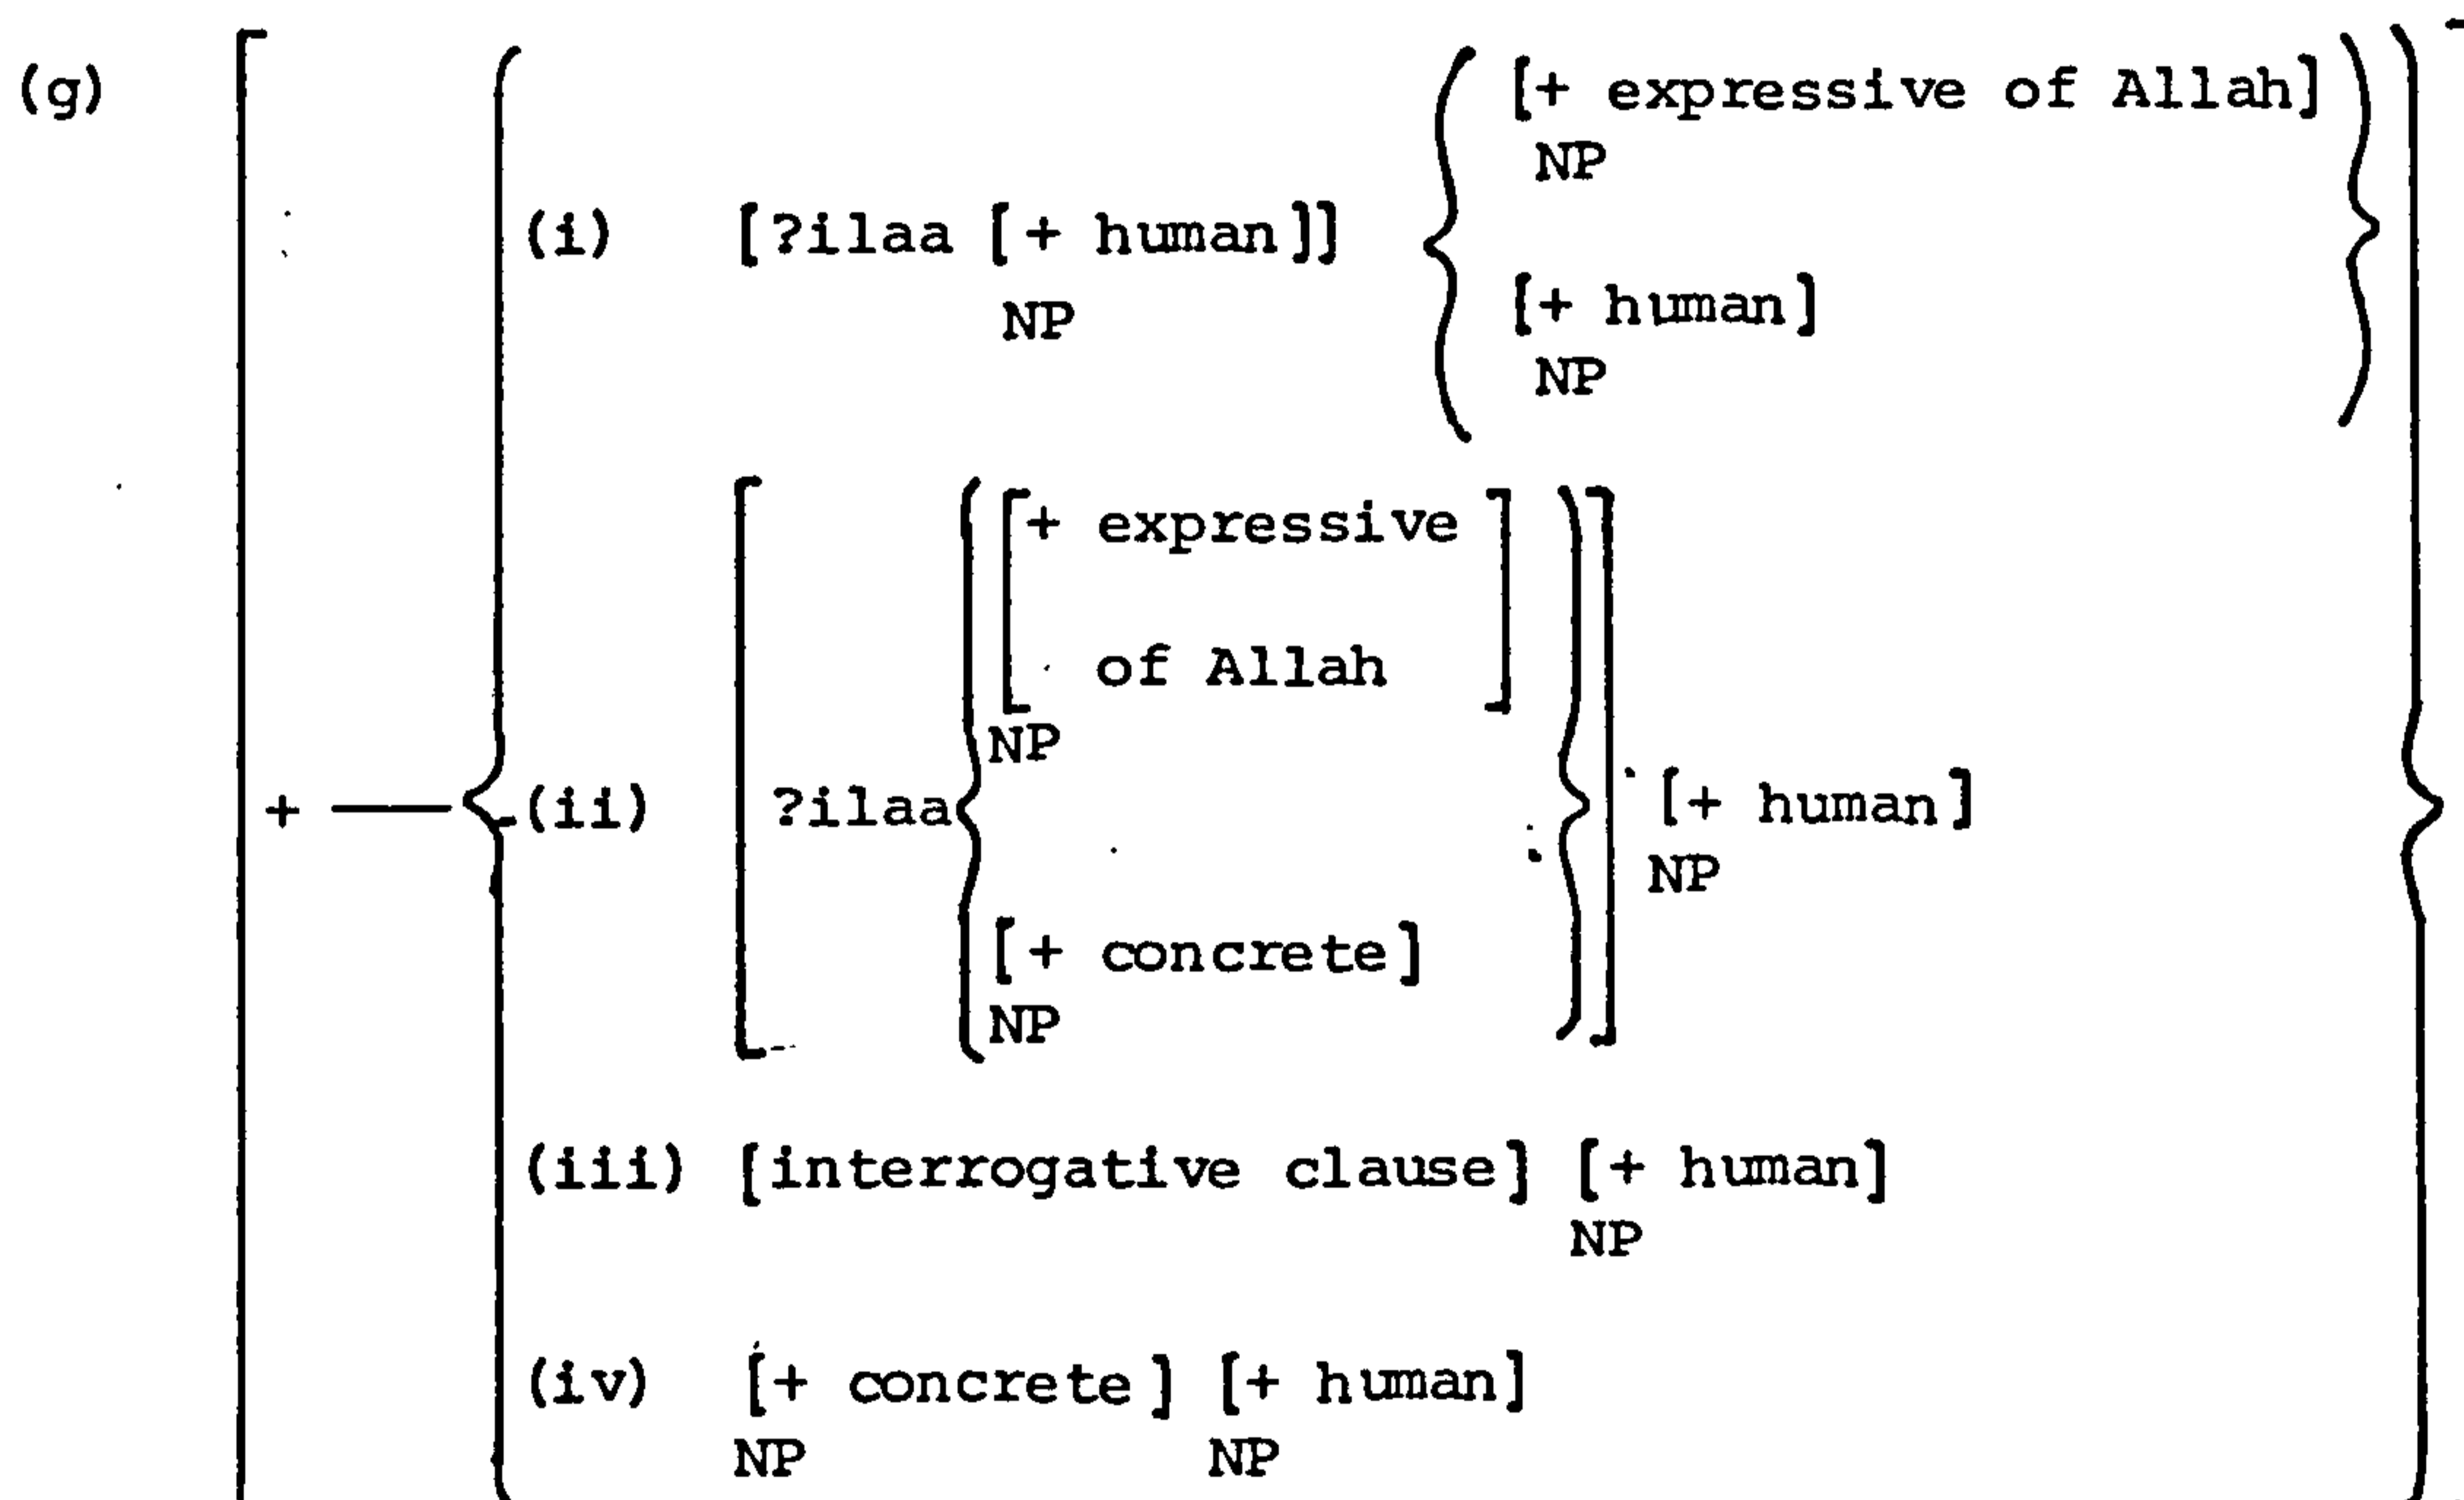 (g)
[+ expressive of Allah]
NP
(i) [?ilaa [+ human]]
NP
[+ human]
NP
[+ expressive
of Allah]
NP
+ — (ii) ?ilaa [+ human]
NP
[+ concrete]
NP
(iii) [interrogative clause] [+ human]
NP
(iv) [+ concrete] [+ human]
NP NP